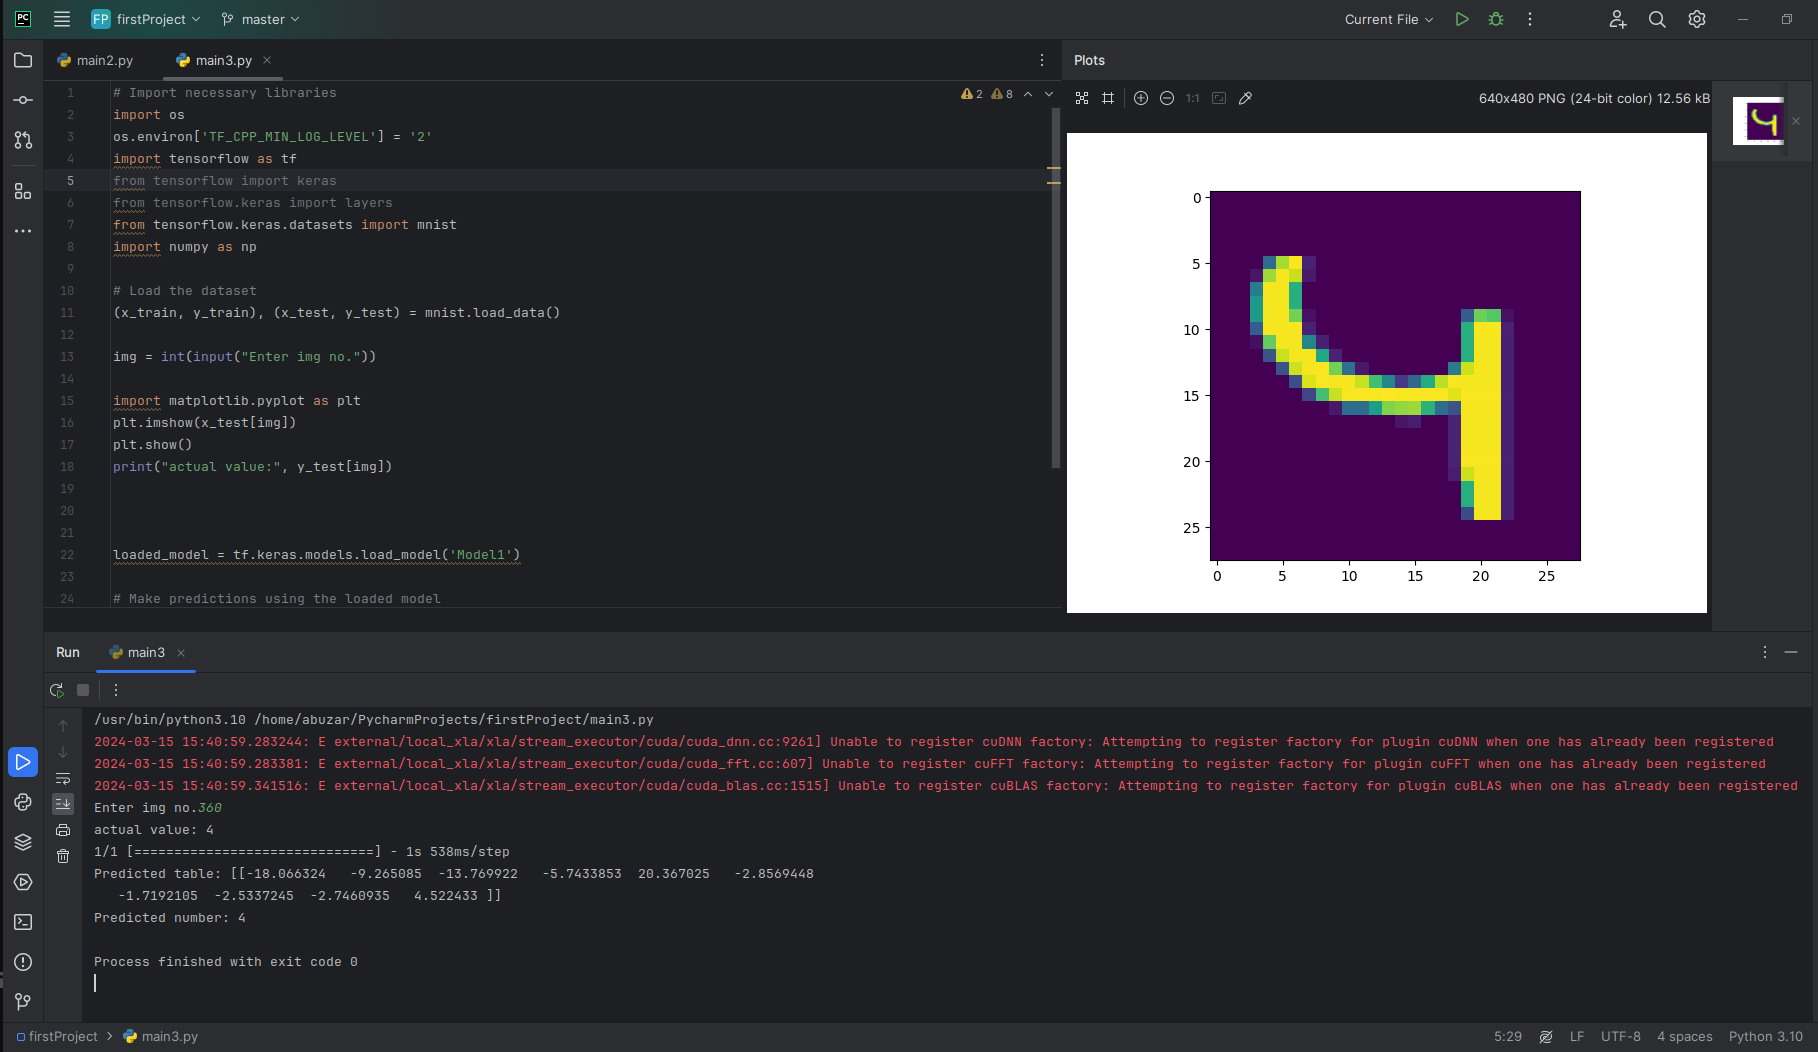 PC FP firstProject master Current File
main2.py main3.py
Plots
1 # Import necessary libraries
2 import os
3 os.environ['TF_CPP_MIN_LOG_LEVEL'] = '2'
4 import tensorflow as tf
5 from tensorflow import keras
6 from tensorflow.keras import layers
7 from tensorflow.keras.datasets import mnist
8 import numpy as np
9
10 # Load the dataset
11 (x_train, y_train), (x_test, y_test) = mnist.load_data()
12
13 img = int(input("Enter img no."))
14
15 import matplotlib.pyplot as plt
16 plt.imshow(x_test[img])
17 plt.show()
18 print("actual value:", y_test[img])
19
20
21
22 loaded_model = tf.keras.models.load_model('Model1')
23
24 # Make predictions using the loaded model
2 8
1:1 640x480 PNG (24-bit color) 12.56 kB
0
5
10
15
20
25
0 5 10 15 20 25
Run main3
/usr/bin/python3.10 /home/abuzar/PycharmProjects/firstProject/main3.py
2024-03-15 15:40:59.283244: E external/local_xla/xla/stream_executor/cuda/cuda_dnn.cc:9261] Unable to register cuDNN factory: Attempting to register factory for plugin cuDNN when one has already been registered
2024-03-15 15:40:59.283381: E external/local_xla/xla/stream_executor/cuda/cuda_fft.cc:607] Unable to register cuFFT factory: Attempting to register factory for plugin cuFFT when one has already been registered
2024-03-15 15:40:59.341516: E external/local_xla/xla/stream_executor/cuda/cuda_blas.cc:1515] Unable to register cuBLAS factory: Attempting to register factory for plugin cuBLAS when one has already been registered
Enter img no.360
actual value: 4
1/1 [==============================] - 1s 538ms/step
Predicted table: [[-18.066324 -9.265085 -13.769922 -5.7433853 20.367025 -2.8569448
-1.7192105 -2.5337245 -2.7460935 4.522433 ]]
Predicted number: 4
Process finished with exit code 0
firstProject > main3.py 5:29 LF UTF-8 4 spaces Python 3.10